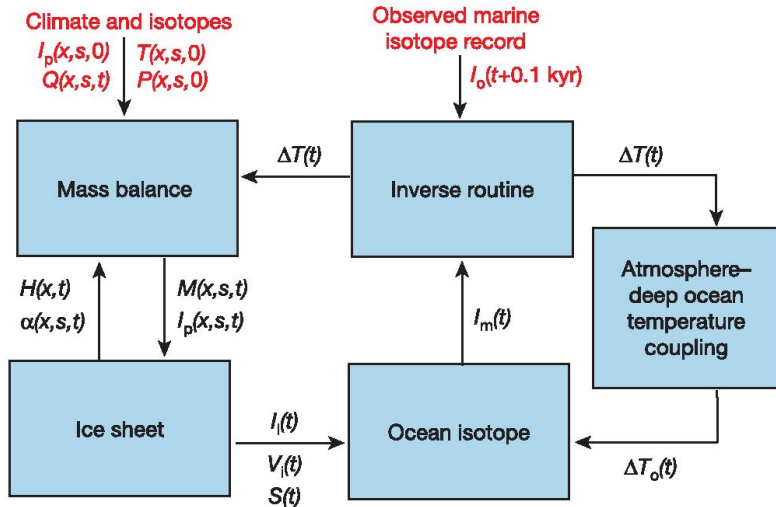 Climate and isotopes
Iₚ(x,s,0) T(x,s,0)
Q(x,s,t) P(x,s,0)
Observed marine
isotope record
Iₒ(t+0.1 kyr)
Mass balance
ΔT(t)
Inverse routine
ΔT(t)
H(x,t)
α(x,s,t)
M(x,s,t)
Iₚ(x,s,t)
Iₘ(t)
Atmosphere–
deep ocean
temperature
coupling
Ice sheet
Iᵢ(t)
Vᵢ(t)
S(t)
Ocean isotope
ΔTₒ(t)